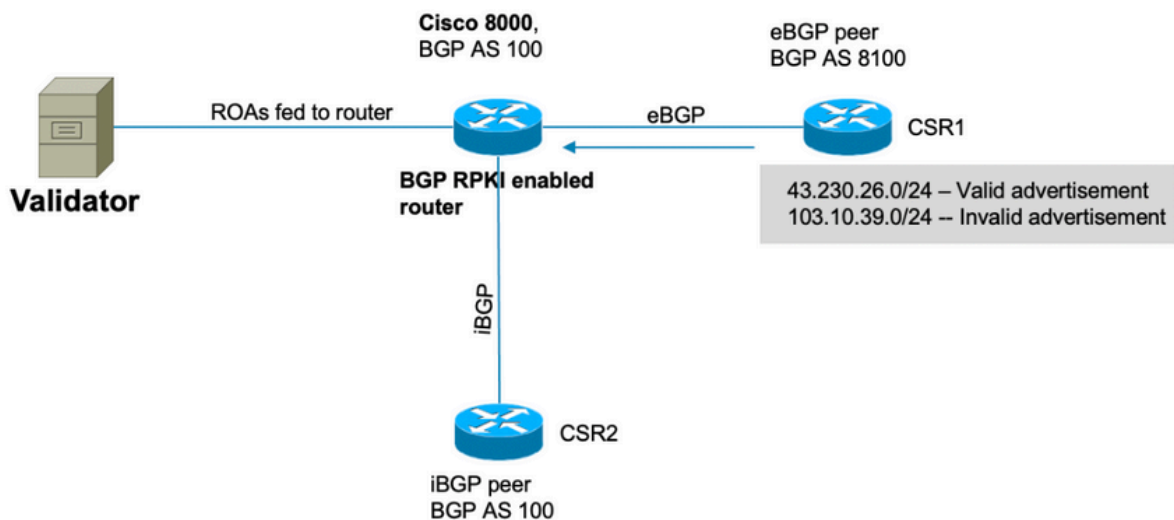 Cisco 8000,
BGP AS 100
eBGP peer
BGP AS 8100
ROAs fed to router
eBGP
CSR1
Validator
BGP RPKI enabled
router
43.230.26.0/24 – Valid advertisement
103.10.39.0/24 -- Invalid advertisement
iBGP
CSR2
iBGP peer
BGP AS 100